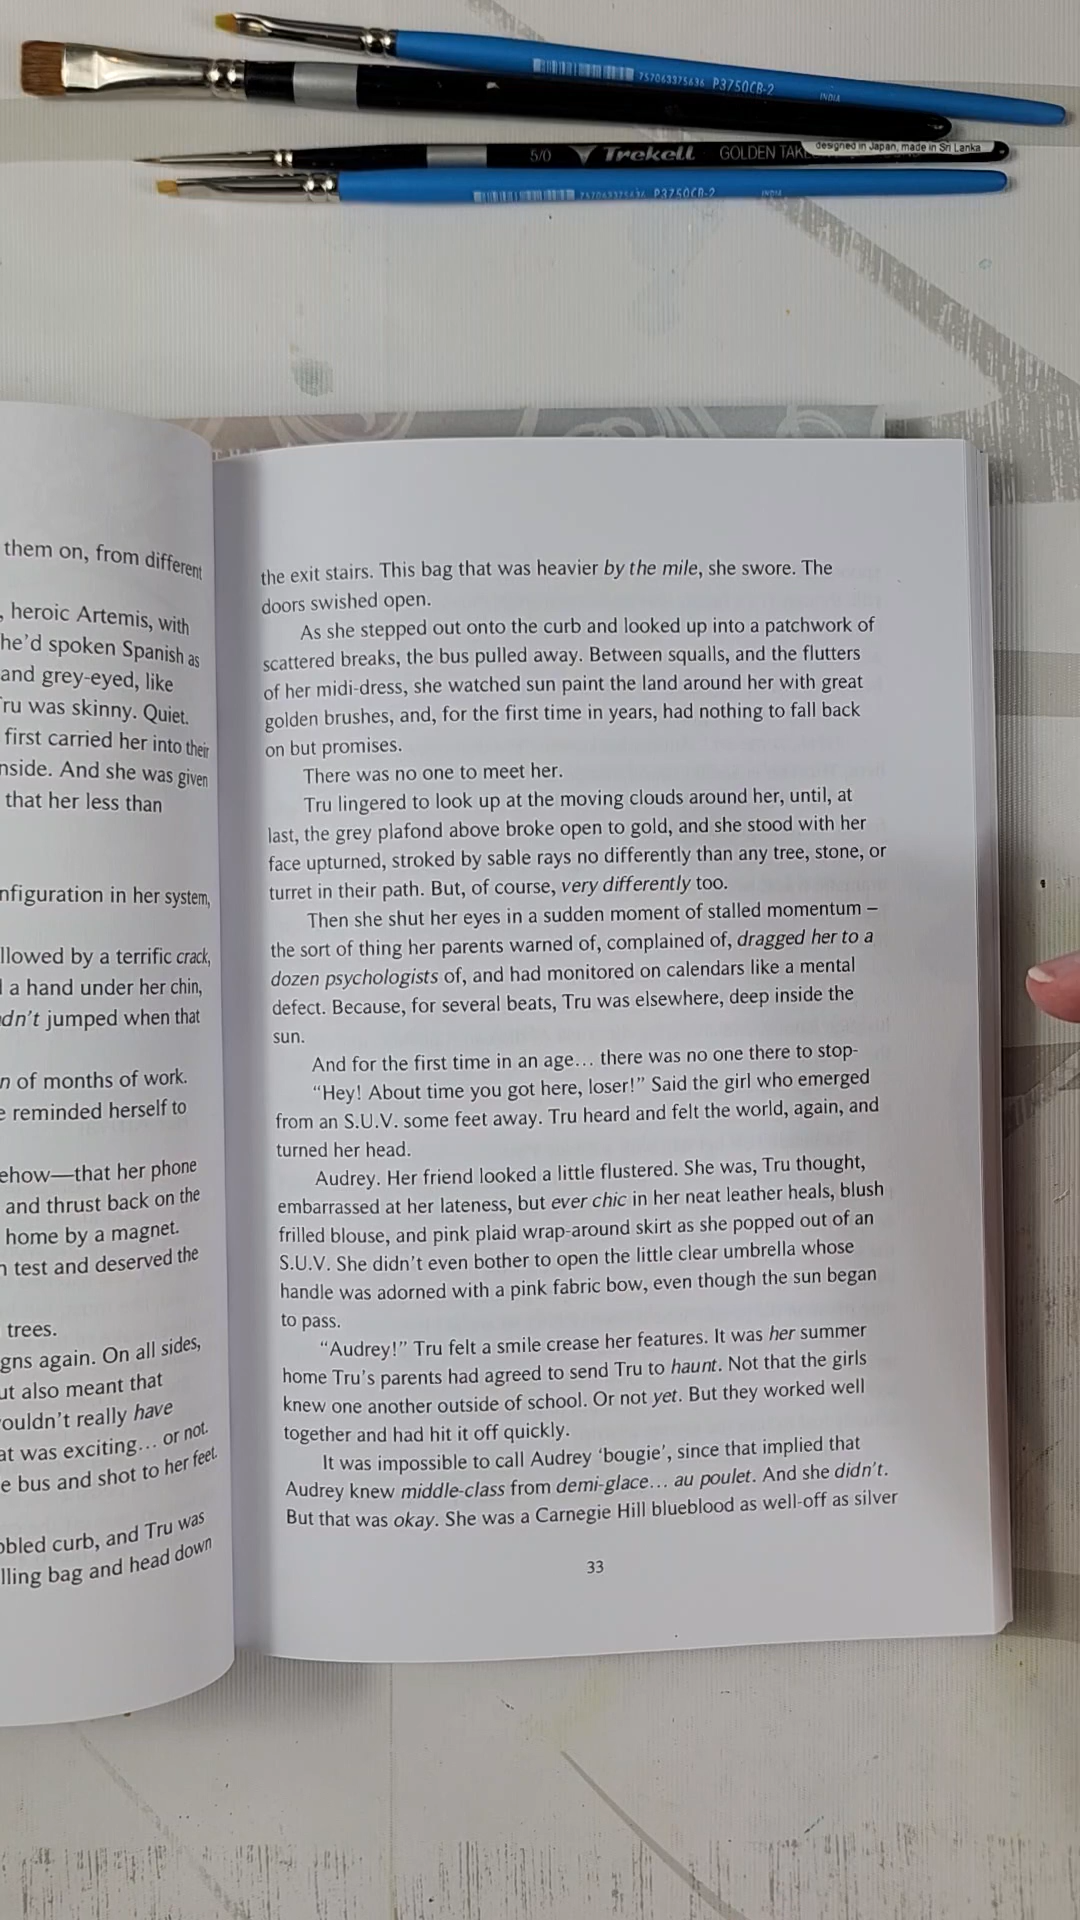 757063375636 P3750CB-2 INDIA
5/0 Trekell GOLDEN TAK
designed in Japan, made in Sri Lanka
P3750CB-2 INDIA
them on, from different
, heroic Artemis, with
he'd spoken Spanish as
and grey-eyed, like
ru was skinny. Quiet.
first carried her into their
nside. And she was given
that her less than
nfiguration in her system,
llowed by a terrific crack,
a hand under her chin,
dn't jumped when that
n of months of work.
e reminded herself to
ehow—that her phone
and thrust back on the
home by a magnet.
n test and deserved the
trees.
gns again. On all sides,
ut also meant that
ouldn't really have
at was exciting... or not.
e bus and shot to her feet.
bbled curb, and Tru was
lling bag and head down
the exit stairs. This bag that was heavier by the mile, she swore. The
doors swished open.
As she stepped out onto the curb and looked up into a patchwork of
scattered breaks, the bus pulled away. Between squalls, and the flutters
of her midi-dress, she watched sun paint the land around her with great
golden brushes, and, for the first time in years, had nothing to fall back
on but promises.
There was no one to meet her.
Tru lingered to look up at the moving clouds around her, until, at
last, the grey plafond above broke open to gold, and she stood with her
face upturned, stroked by sable rays no differently than any tree, stone, or
turret in their path. But, of course, very differently too.
Then she shut her eyes in a sudden moment of stalled momentum –
the sort of thing her parents warned of, complained of, dragged her to a
dozen psychologists of, and had monitored on calendars like a mental
defect. Because, for several beats, Tru was elsewhere, deep inside the
sun.
And for the first time in an age... there was no one there to stop-
"Hey! About time you got here, loser!" Said the girl who emerged
from an S.U.V. some feet away. Tru heard and felt the world, again, and
turned her head.
Audrey. Her friend looked a little flustered. She was, Tru thought,
embarrassed at her lateness, but ever chic in her neat leather heals, blush
frilled blouse, and pink plaid wrap-around skirt as she popped out of an
S.U.V. She didn't even bother to open the little clear umbrella whose
handle was adorned with a pink fabric bow, even though the sun began
to pass.
"Audrey!" Tru felt a smile crease her features. It was her summer
home Tru's parents had agreed to send Tru to haunt. Not that the girls
knew one another outside of school. Or not yet. But they worked well
together and had hit it off quickly.
It was impossible to call Audrey 'bougie', since that implied that
Audrey knew middle-class from demi-glace... au poulet. And she didn't.
But that was okay. She was a Carnegie Hill blueblood as well-off as silver
33